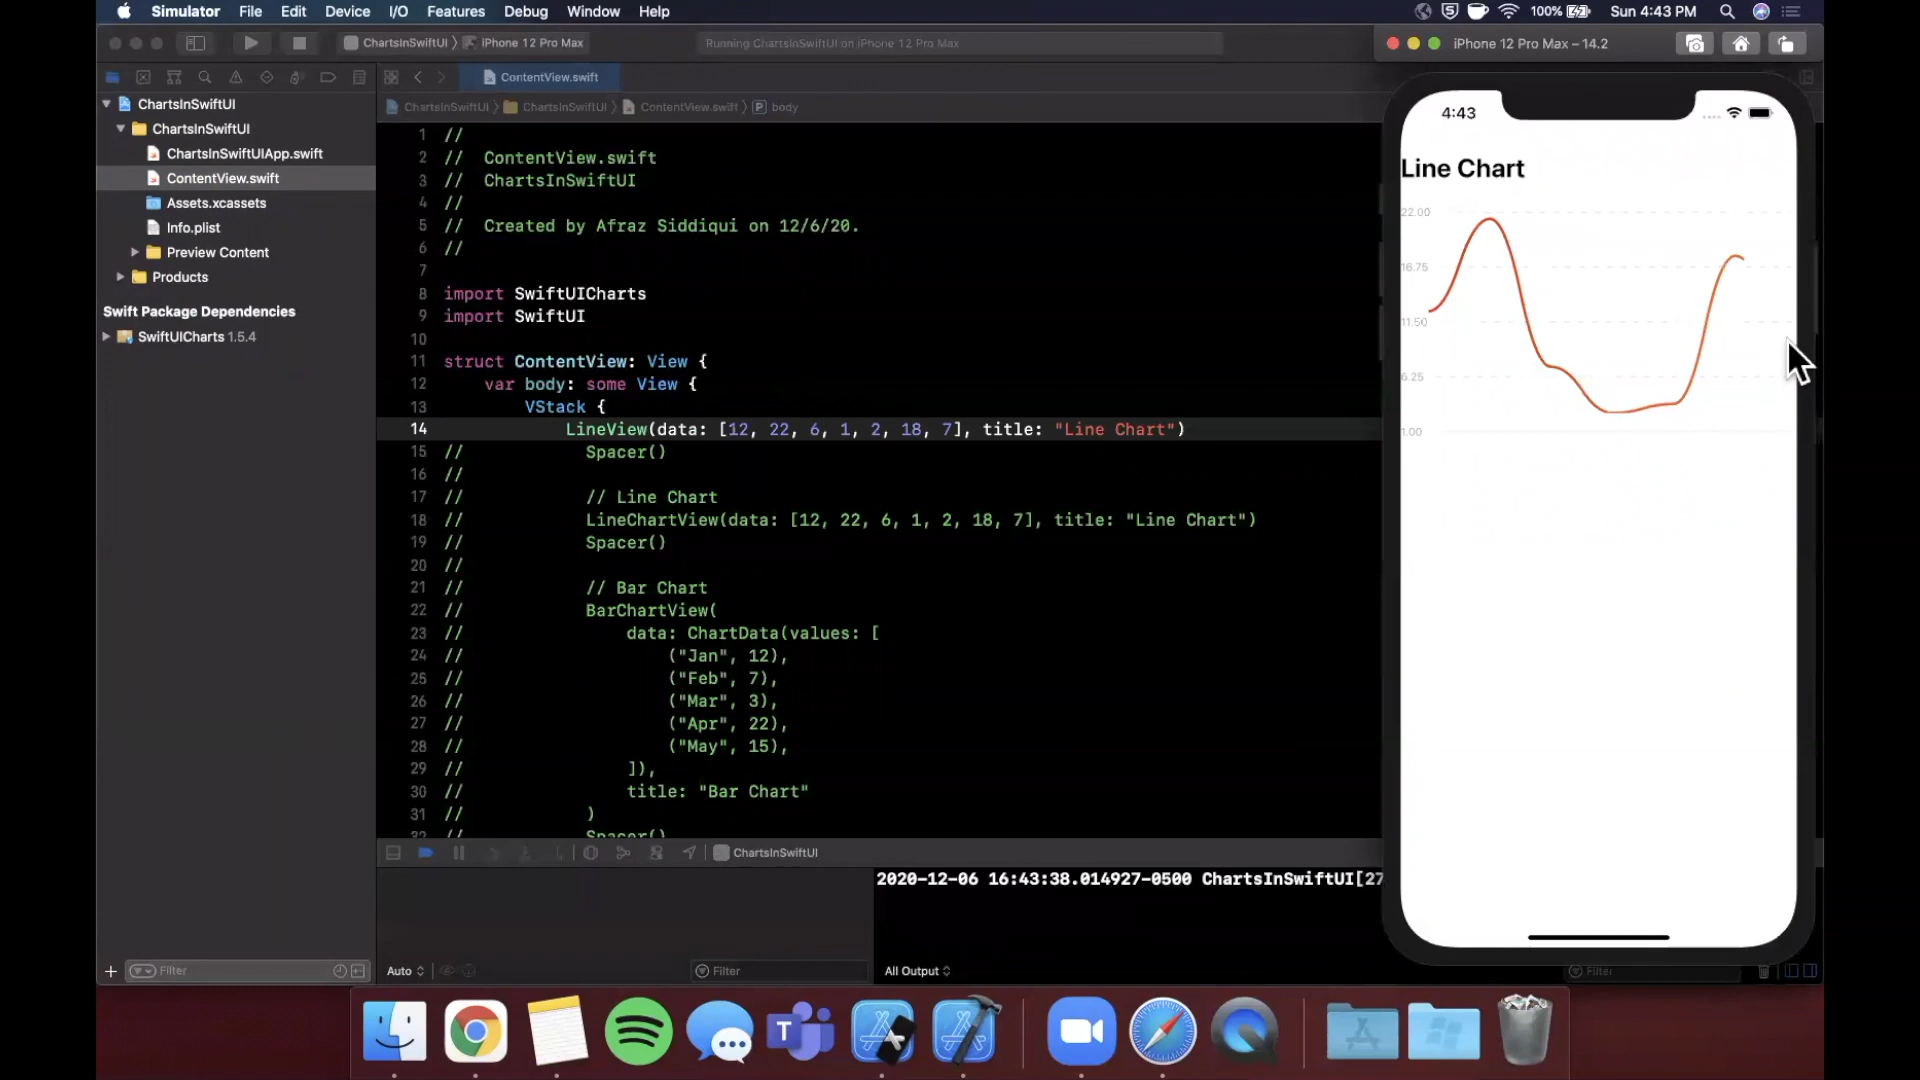 Simulator File Edit Device I/O Features Debug Window Help
100% Sun 4:43 PM
ChartsInSwiftUI iPhone 12 Pro Max
Running ChartsInSwiftUI on iPhone 12 Pro Max
iPhone 12 Pro Max – 14.2
ContentView.swift
ChartsInSwiftUI ChartsInSwiftUI ContentView.swift body
ChartsInSwiftUI
ChartsInSwiftUI
ChartsInSwiftUIApp.swift
ContentView.swift
Assets.xcassets
Info.plist
Preview Content
Products
Swift Package Dependencies
SwiftUICharts 1.5.4
Filter
1 //
2 // ContentView.swift
3 // ChartsInSwiftUI
4 //
5 // Created by Afraz Siddiqui on 12/6/20.
6 //
7
8 import SwiftUICharts
9 import SwiftUI
10
11 struct ContentView: View {
12 var body: some View {
13 VStack {
14 LineView(data: [12, 22, 6, 1, 2, 18, 7], title: "Line Chart")
15 // Spacer()
16 //
17 // // Line Chart
18 // LineChartView(data: [12, 22, 6, 1, 2, 18, 7], title: "Line Chart")
19 // Spacer()
20 //
21 // // Bar Chart
22 // BarChartView(
23 // data: ChartData(values: [
24 // ("Jan", 12),
25 // ("Feb", 7),
26 // ("Mar", 3),
27 // ("Apr", 22),
28 // ("May", 15),
29 // ]),
30 // title: "Bar Chart"
31 // )
32 // Spacer()
ChartsInSwiftUI
2020-12-06 16:43:38.014927-0500 ChartsInSwiftUI[27
Auto
Filter
All Output
Filter
4:43
Line Chart
22.00
16.75
11.50
6.25
1.00